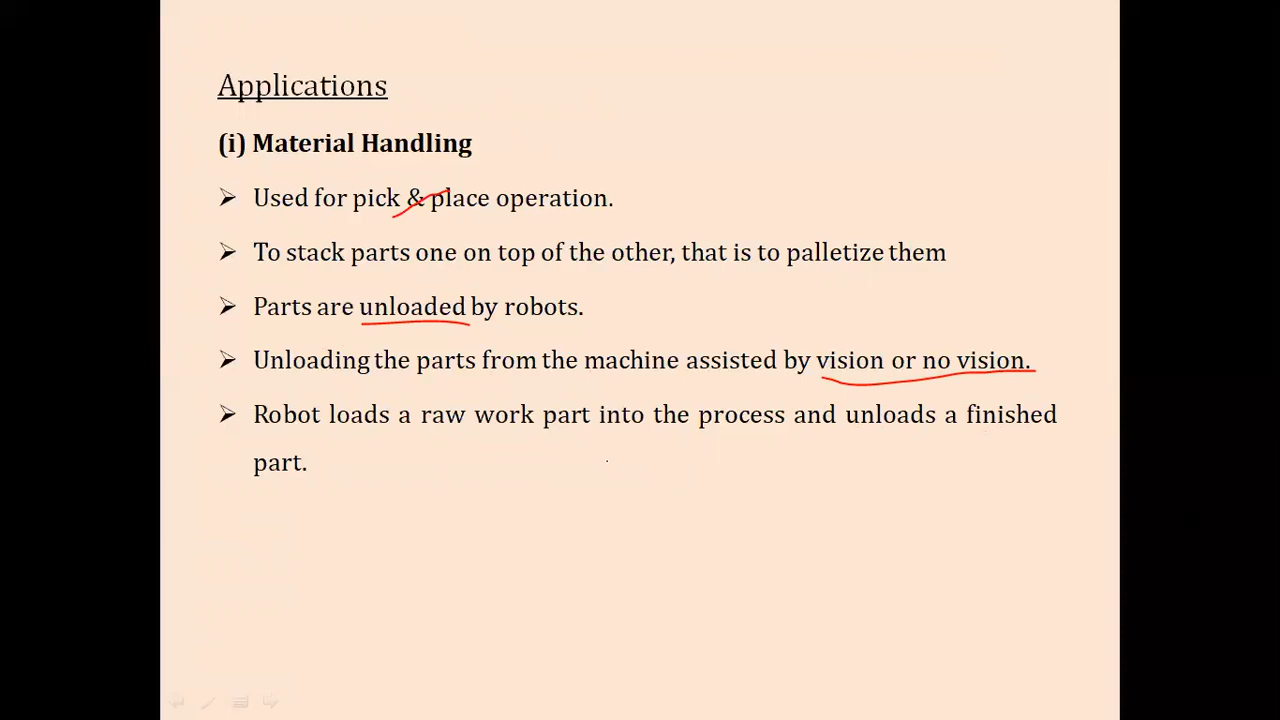 Applications
(i) Material Handling
➢ Used for pick & place operation.
➢ To stack parts one on top of the other, that is to palletize them
➢ Parts are unloaded by robots.
➢ Unloading the parts from the machine assisted by vision or no vision.
➢ Robot loads a raw work part into the process and unloads a finished
part.